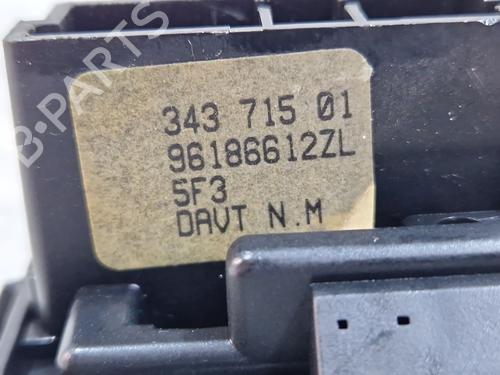 B-PARTS
343 715 01
96186612ZL
5F3
DAVT N.M